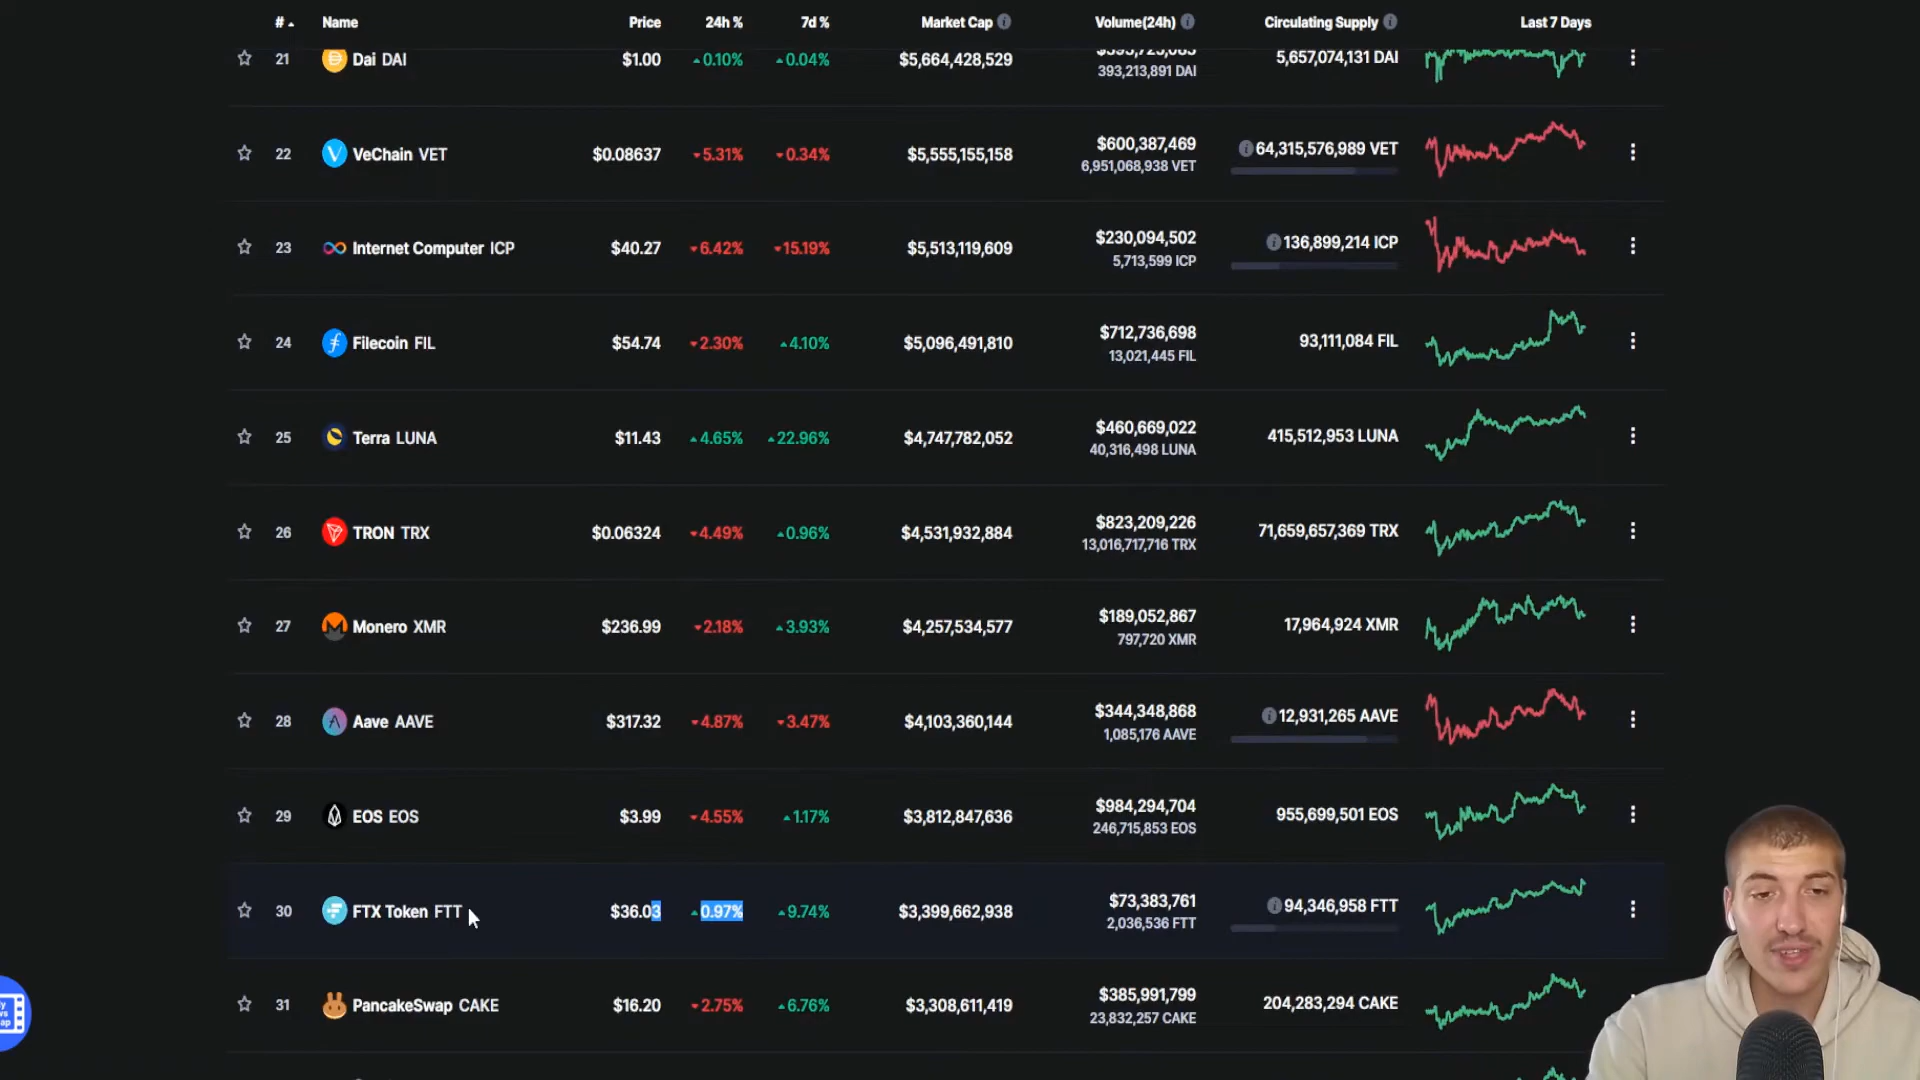 # Name Price 24h % 7d % Market Cap Volume(24h) Circulating Supply Last 7 Days
21 Dai DAI $1.00 0.10% 0.04% $5,664,428,529 5,657,074,131 DAI
393,213,891 DAI
22 VeChain VET $0.08637 5.31% 0.34% $5,555,155,158 $600,387,469 64,315,576,989 VET
6,951,068,938 VET
23 Internet Computer ICP $40.27 6.42% 15.19% $5,513,119,609 $230,094,502 136,899,214 ICP
5,713,599 ICP
24 Filecoin FIL $54.74 2.30% 4.10% $5,096,491,810 $712,736,698 93,111,084 FIL
13,021,445 FIL
25 Terra LUNA $11.43 4.65% 22.96% $4,747,782,052 $460,669,022 415,512,953 LUNA
40,316,498 LUNA
26 TRON TRX $0.06324 4.49% 0.96% $4,531,932,884 $823,209,226 71,659,657,369 TRX
13,016,717,716 TRX
27 Monero XMR $236.99 2.18% 3.93% $4,257,534,577 $189,052,867 17,964,924 XMR
797,720 XMR
28 Aave AAVE $317.32 4.87% 3.47% $4,103,360,144 $344,348,868 12,931,265 AAVE
1,085,176 AAVE
29 EOS EOS $3.99 4.55% 1.17% $3,812,847,636 $984,294,704 955,699,501 EOS
246,715,853 EOS
30 FTX Token FTT $36.03 0.97% 9.74% $3,399,662,938 $73,383,761 94,346,958 FTT
2,036,536 FTT
31 PancakeSwap CAKE $16.20 2.75% 6.76% $3,308,611,419 $385,991,799 204,283,294 CAKE
23,832,257 CAKE